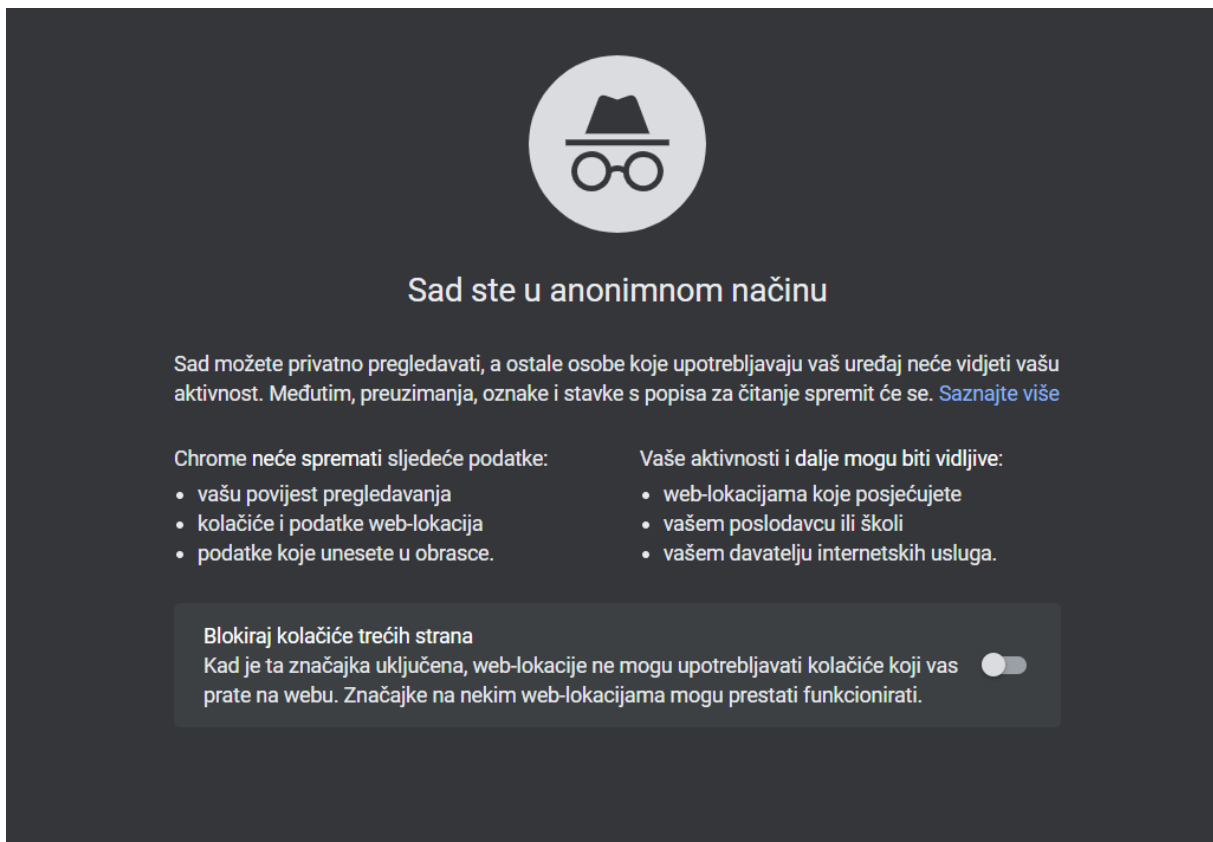 Sad ste u anonimnom načinu
Sad možete privatno pregledavati, a ostale osobe koje upotrebljavaju vaš uređaj neće vidjeti vašu
aktivnost. Međutim, preuzimanja, oznake i stavke s popisa za čitanje spremit će se. Saznajte više
Chrome neće spremati sljedeće podatke:
• vašu povijest pregledavanja
• kolačiće i podatke web-lokacija
• podatke koje unesete u obrasce.
Vaše aktivnosti i dalje mogu biti vidljive:
• web-lokacijama koje posjećujete
• vašem poslodavcu ili školi
• vašem davatelju internetskih usluga.
Blokiraj kolačiće trećih strana
Kad je ta značajka uključena, web-lokacije ne mogu upotrebljavati kolačiće koji vas
prate na webu. Značajke na nekim web-lokacijama mogu prestati funkcionirati.